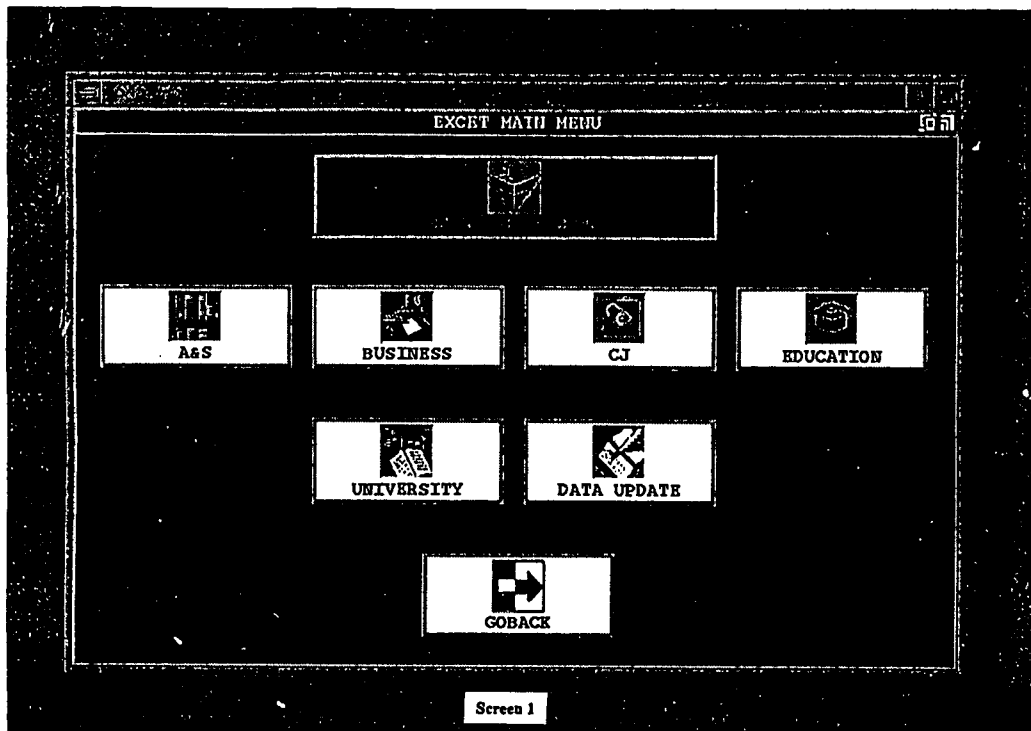 EXCET MAIN MENU
A&S
BUSINESS
CJ
EDUCATION
UNIVERSITY
DATA UPDATE
GOBACK
Screen 1